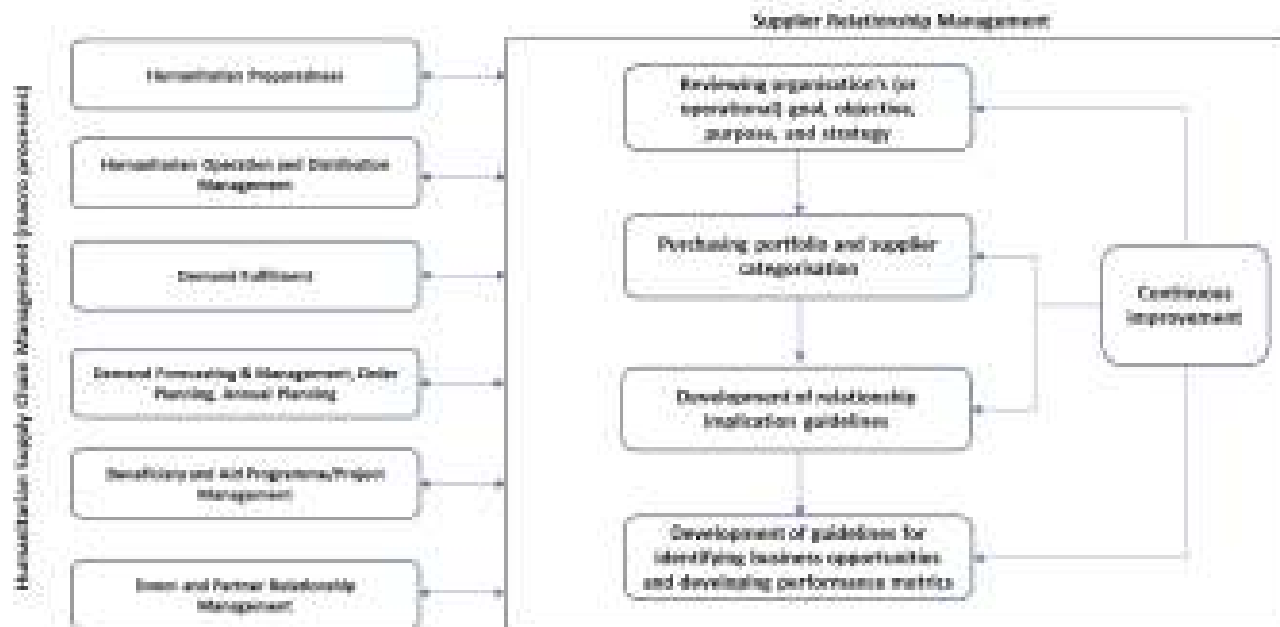 Supplier Relationship Management
Humanitarian Supply Chain Management (macro processes)
Humanitarian Preparedness
Humanitarian Operation and Distribution
Management
Demand Fulfilment
Demand Forecasting & Management, Order
Planning, Annual Planning
Beneficiary and Aid Programme/Project
Management
Donor and Partner Relationship
Management
Reviewing organisation's (or
operational) goal, objective,
purpose, and strategy
Purchasing portfolio and supplier
categorisation
Development of relationship
implication guidelines
Development of guidelines for
identifying business opportunities
and developing performance metrics
Continuous
improvement